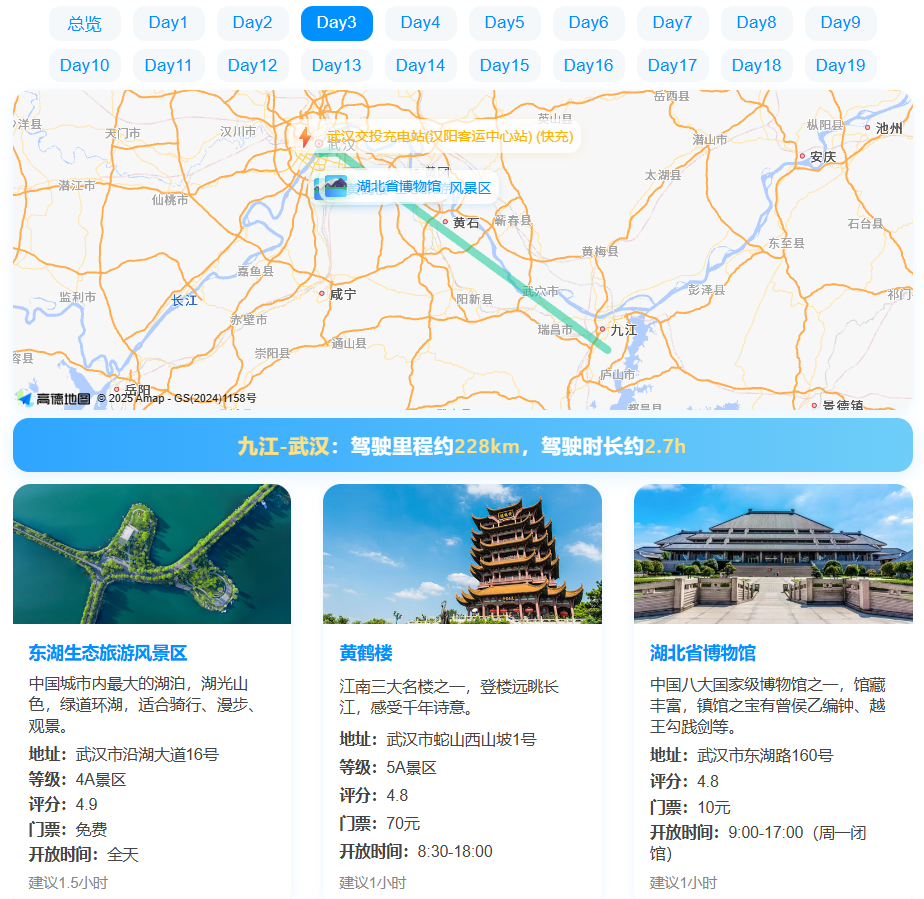 总览 Day1 Day2 Day3 Day4 Day5 Day6 Day7 Day8 Day9
Day10 Day11 Day12 Day13 Day14 Day15 Day16 Day17 Day18 Day19
岳西县
洋县
天门市
汉川市
英山县
枞阳县
池州
武汉交投充电站(汉阳客运中心站) (快充)
武汉
潜山市
安庆
潜江市
仙桃市
湖北省博物馆
风景区
太湖县
黄石
蕲春县
石台县
黄梅县
东至县
嘉鱼县
监利市
长江
咸宁
阳新县
武穴市
彭泽县
祁门
赤壁市
瑞昌市
九江
通山县
崇阳县
容县
庐山市
岳阳
都昌县
景德镇
高德地图 © 2025 Amap - GS(2024)1158号
九江-武汉：驾驶里程约228km，驾驶时长约2.7h
东湖生态旅游风景区
中国城市内最大的湖泊，湖光山
色，绿道环湖，适合骑行、漫步、
观景。
地址：武汉市沿湖大道16号
等级：4A景区
评分：4.9
门票：免费
开放时间：全天
建议1.5小时
黄鹤楼
江南三大名楼之一，登楼远眺长
江，感受千年诗意。
地址：武汉市蛇山西山坡1号
等级：5A景区
评分：4.8
门票：70元
开放时间：8:30-18:00
建议1小时
湖北省博物馆
中国八大国家级博物馆之一，馆藏
丰富，镇馆之宝有曾侯乙编钟、越
王勾践剑等。
地址：武汉市东湖路160号
评分：4.8
门票：10元
开放时间：9:00-17:00（周一闭
馆）
建议1小时